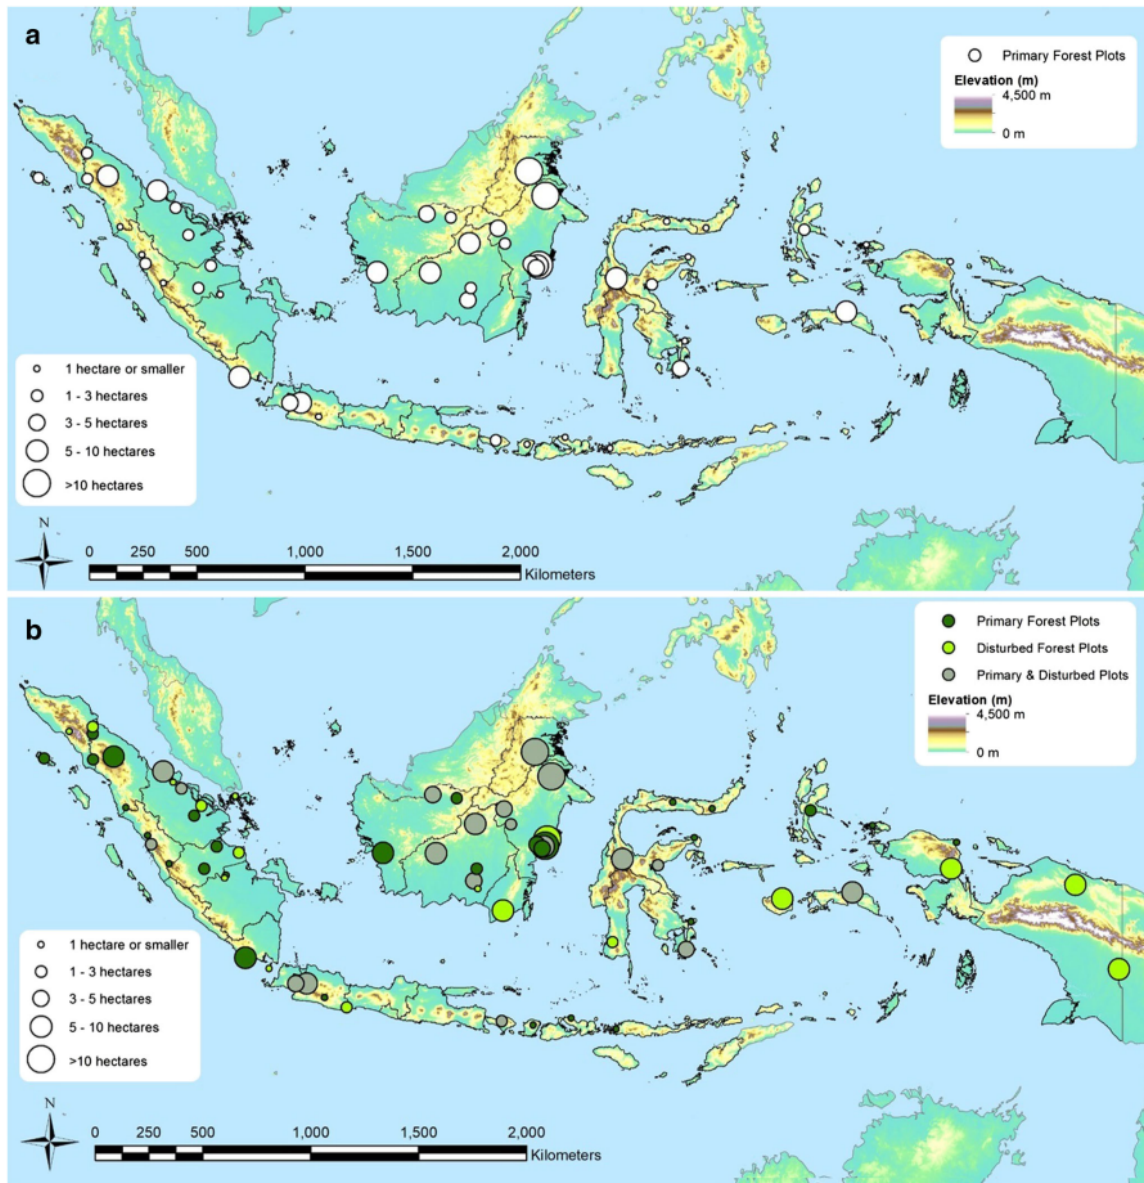 a
Primary Forest Plots
Elevation (m)
4,500 m
0 m
1 hectare or smaller
1 - 3 hectares
3 - 5 hectares
5 - 10 hectares
>10 hectares
N
0 250 500 1,000 1,500 2,000
Kilometers
b
Primary Forest Plots
Disturbed Forest Plots
Primary & Disturbed Plots
Elevation (m)
4,500 m
0 m
1 hectare or smaller
1 - 3 hectares
3 - 5 hectares
5 - 10 hectares
>10 hectares
N
0 250 500 1,000 1,500 2,000
Kilometers